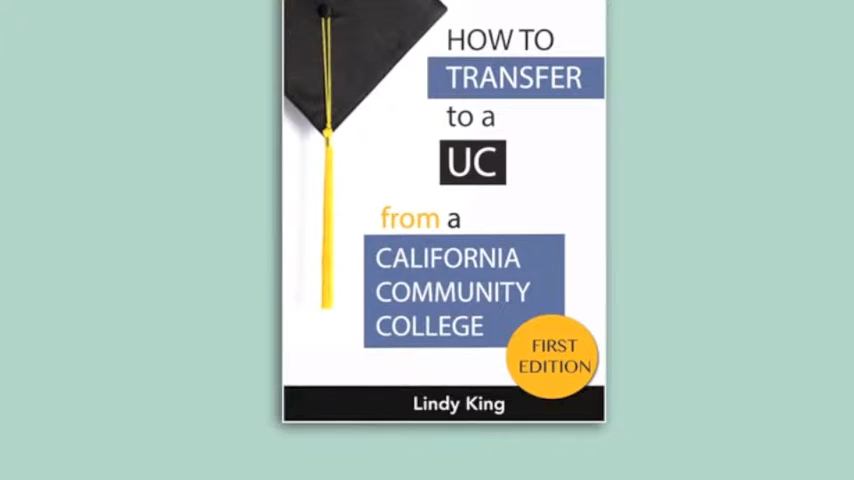 HOW TO
TRANSFER
to a
UC
from a
CALIFORNIA
COMMUNITY
COLLEGE
FIRST
EDITION
Lindy King